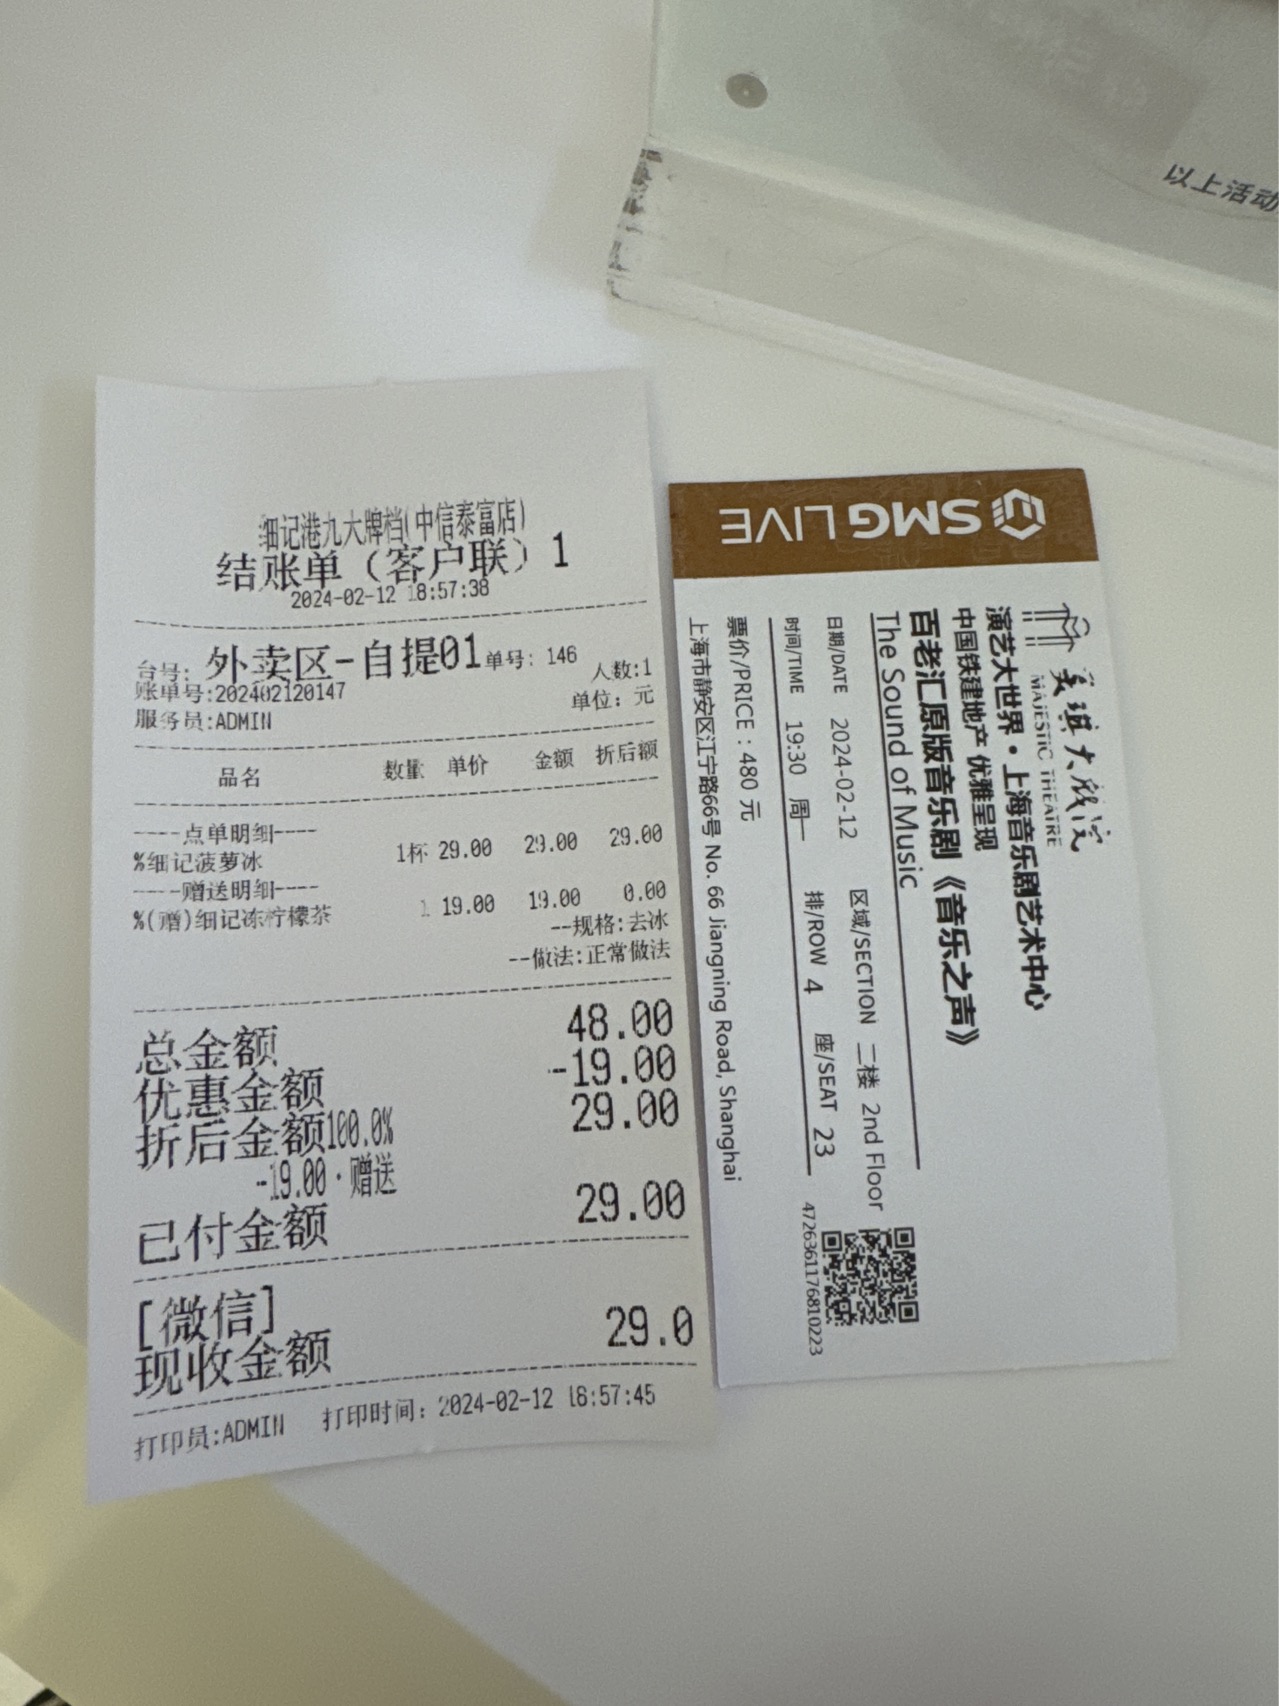 以上活动
细记港九大牌档(中信泰富店)
结账单（客户联）1
2024-02-12 18:57:38
台号: 外卖区-自提01 单号: 146 人数:1
账单号:202402120147 单位: 元
服务员:ADMIN
品名 数量 单价 金额 折后额
----点单明细----
%细记菠萝冰 1杯 29.00 29.00 29.00
----赠送明细----
%(赠)细记冻柠檬茶 1 19.00 19.00 0.00
--规格:去冰
--做法:正常做法
总金额 48.00
优惠金额 -19.00
折后金额100.0% 29.00
-19.00·赠送
已付金额 29.00
[微信]
现收金额 29.0
打印员:ADMIN 打印时间: 2024-02-12 18:57:45
SMG LIVE
美琪大戏院
MAJESTIC THEATRE
演艺大世界·上海音乐剧艺术中心
中国铁建地产 优雅呈现
百老汇原版音乐剧《音乐之声》
The Sound of Music
日期/DATE 2024-02-12 区域/SECTION 二楼 2nd Floor
时间/TIME 19:30 周一 排/ROW 4 座/SEAT 23
票价/PRICE : 480 元
上海市静安区江宁路66号 No. 66 Jiangning Road, Shanghai
4726361176810223